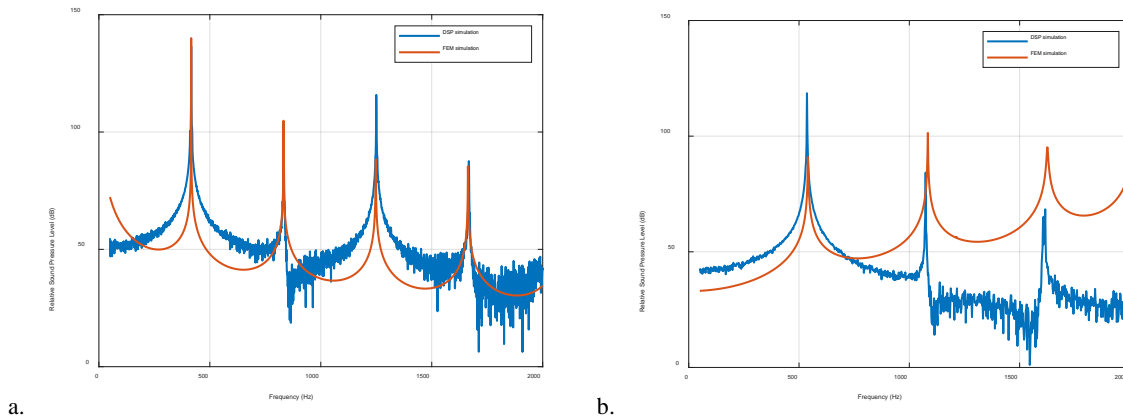 150
DSP simulation
FEM simulation
100
Relative Sound Pressure Level (dB)
50
0
0 500 1000 1500 2000
Frequency (Hz)
a.
150
DSP simulation
FEM simulation
100
Relative Sound Pressure Level (dB)
50
0
0 500 1000 1500 2000
Frequency (Hz)
b.